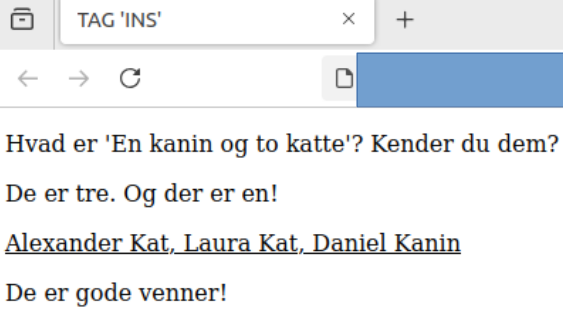 TAG 'INS'
Hvad er 'En kanin og to katte'? Kender du dem?
De er tre. Og der er en!
Alexander Kat, Laura Kat, Daniel Kanin
De er gode venner!